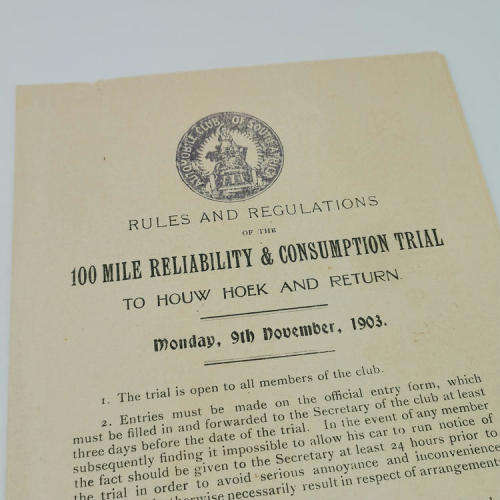 AUTOMOBILE CLUB OF SOUTH AFRICA
RULES AND REGULATIONS
OF THE
100 MILE RELIABILITY & CONSUMPTION TRIAL
TO HOUW HOEK AND RETURN.
Monday, 9th November, 1903.
1. The trial is open to all members of the club.
2. Entries must be made on the official entry form, which
must be filled in and forwarded to the Secretary of the club at least
three days before the date of the trial. In the event of any member
subsequently finding it impossible to allow his car to run notice of
the fact should be given to the Secretary at least 24 hours prior to
the trial in order to avoid serious annoyance and inconvenience
otherwise necessarily result in respect of arrangements